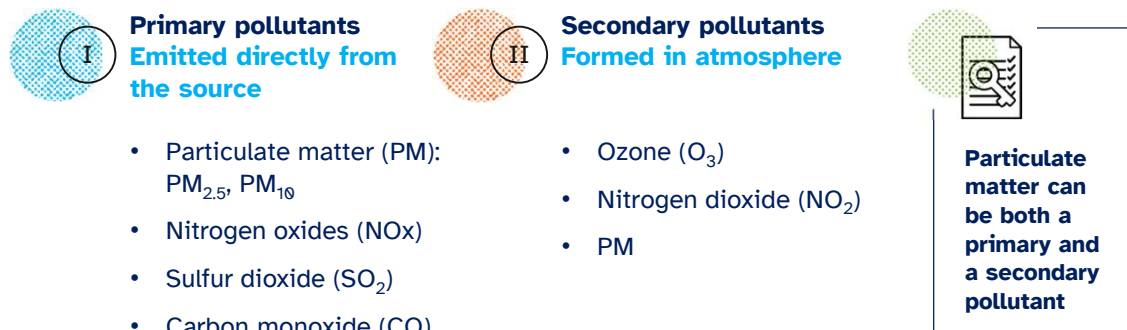 I
Primary pollutants
Emitted directly from
the source
• Particulate matter (PM):
PM₂.₅, PM₁₀
• Nitrogen oxides (NOx)
• Sulfur dioxide (SO₂)
• Carbon monoxide (CO)
II
Secondary pollutants
Formed in atmosphere
• Ozone (O₃)
• Nitrogen dioxide (NO₂)
• PM
Particulate
matter can
be both a
primary and
a secondary
pollutant